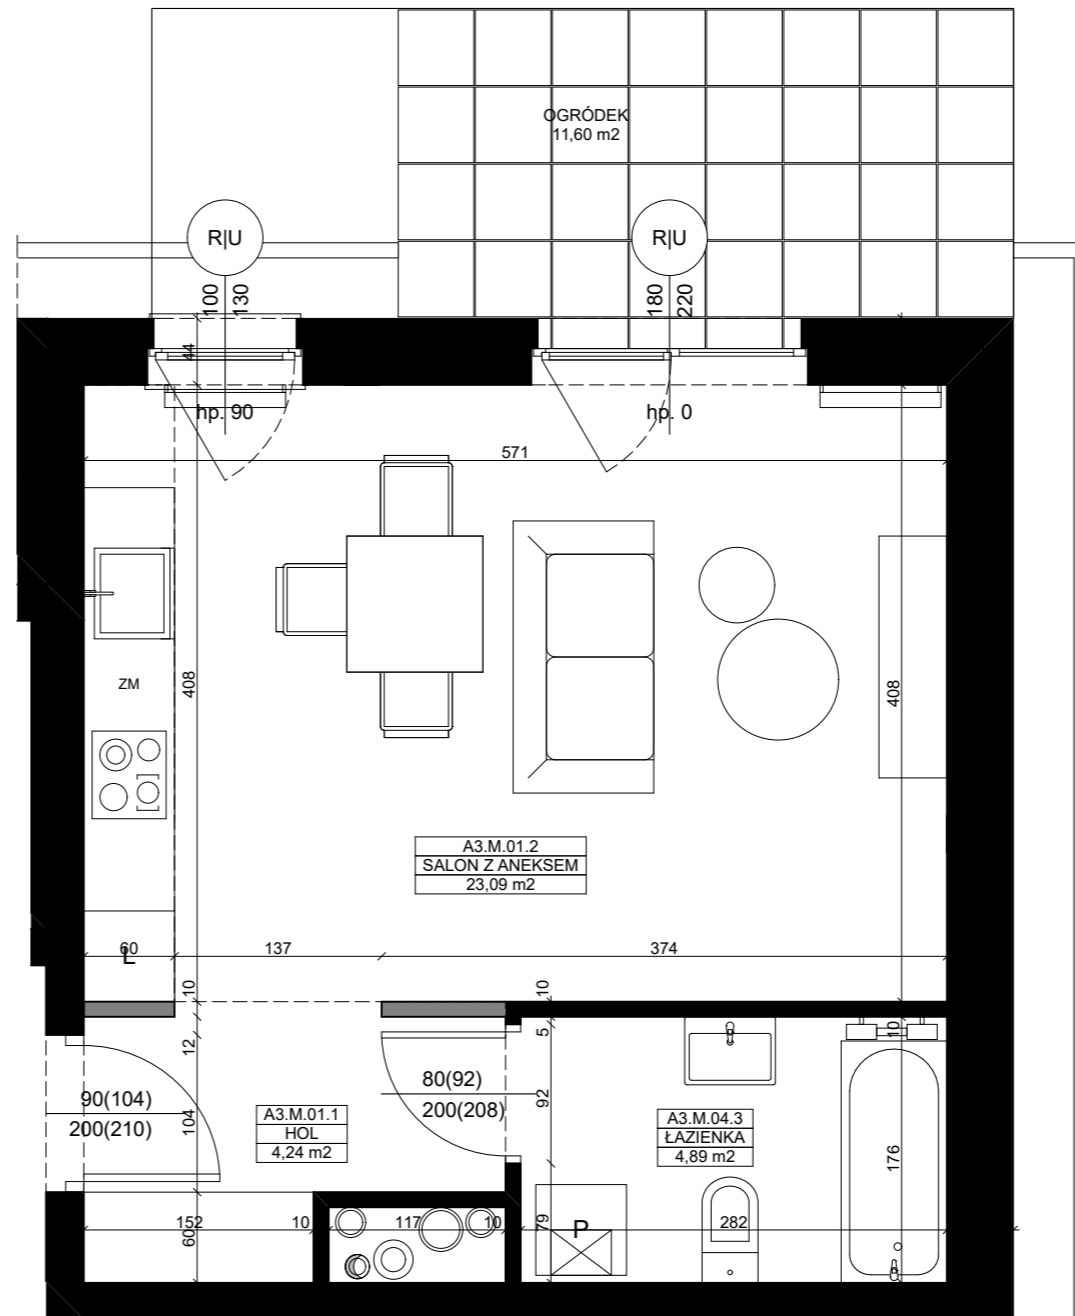 OGRÓDEK
11,60 m2
R|U
R|U
100
130
180
220
44
hp. 90
hp. 0
571
ZM
408
408
A3.M.01.2
SALON Z ANEKSEM
23,09 m2
60
L
137
374
10
10
12
5
10
90(104)
200(210)
104
80(92)
200(208)
92
A3.M.01.1
HOL
4,24 m2
A3.M.04.3
ŁAZIENKA
4,89 m2
176
152
60
10
117
10
79
P
282